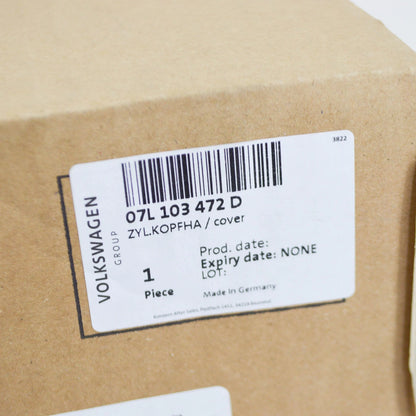 3822
VOLKSWAGEN
GROUP
07L 103 472 D
ZYL.KOPFHA / cover
1
Piece
Prod. date:
Expiry date: NONE
LOT:
Made in Germany